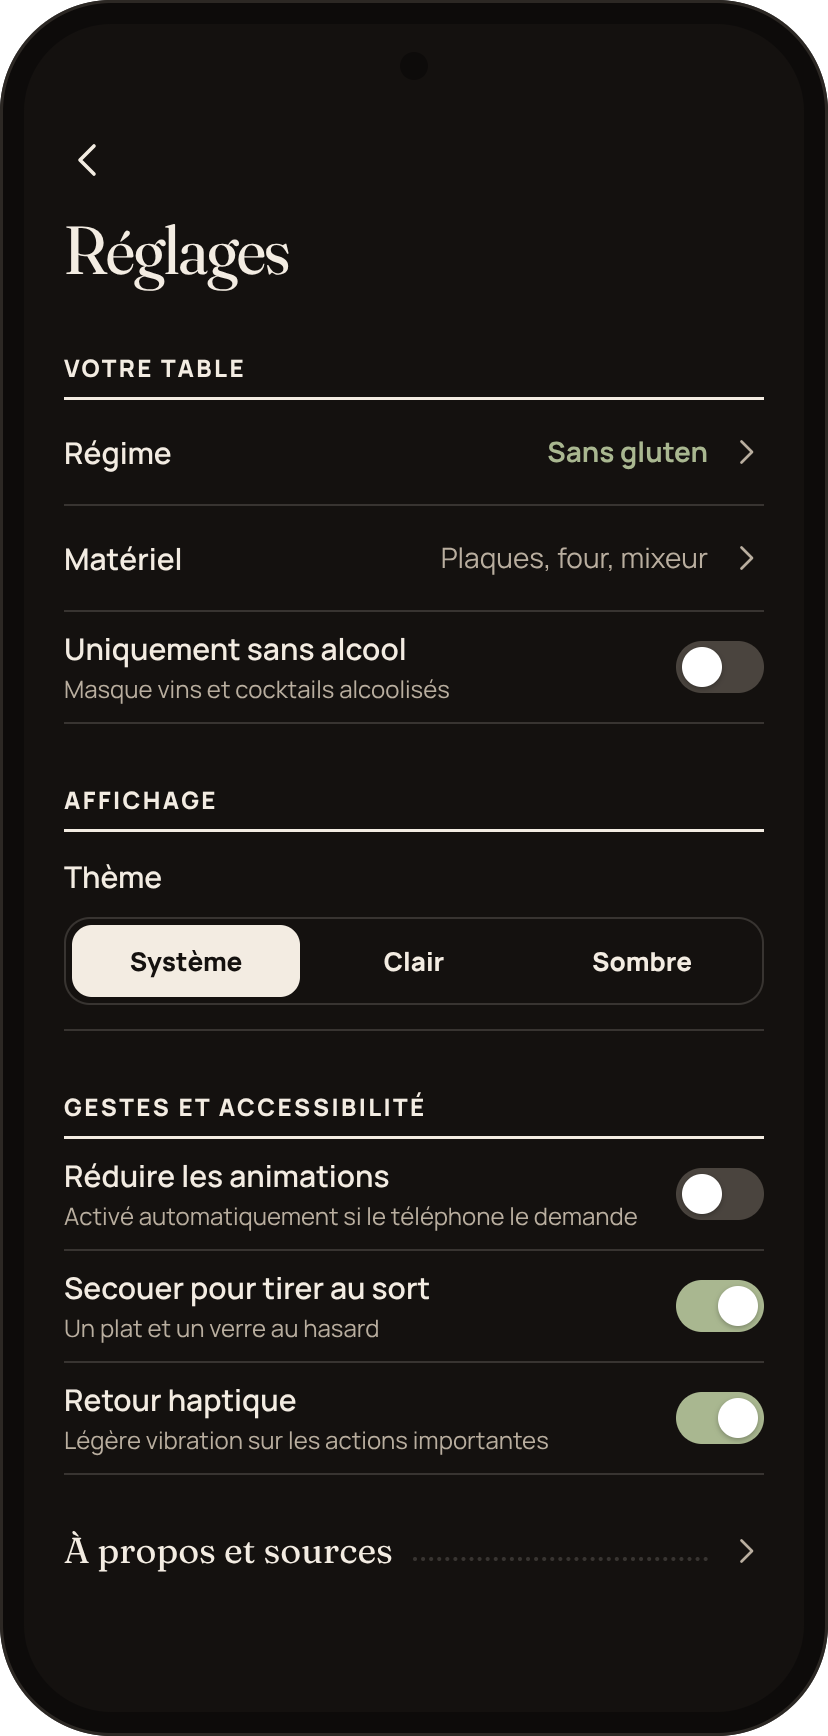 Réglages
VOTRE TABLE
Régime Sans gluten
Matériel Plaques, four, mixeur
Uniquement sans alcool
Masque vins et cocktails alcoolisés
AFFICHAGE
Thème
Système Clair Sombre
GESTES ET ACCESSIBILITÉ
Réduire les animations
Activé automatiquement si le téléphone le demande
Secouer pour tirer au sort
Un plat et un verre au hasard
Retour haptique
Légère vibration sur les actions importantes
À propos et sources